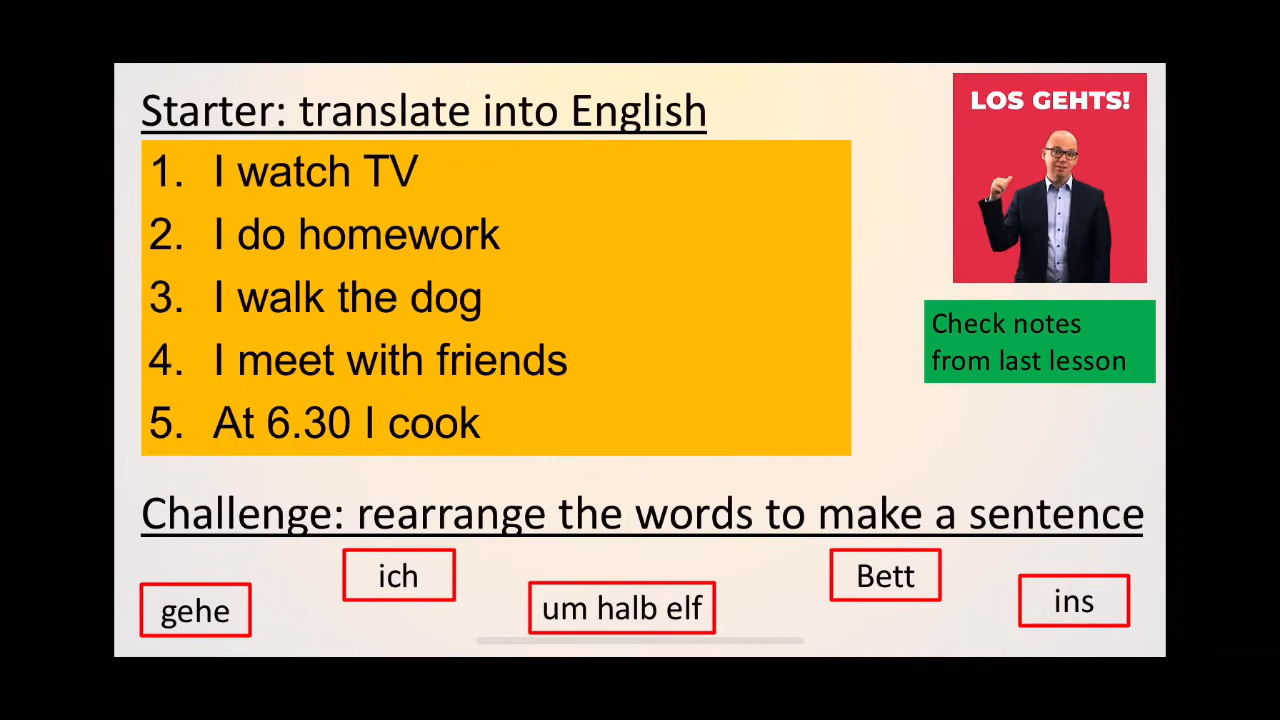 Starter: translate into English
LOS GEHTS!
1. I watch TV
2. I do homework
3. I walk the dog
4. I meet with friends
5. At 6.30 I cook
Check notes
from last lesson
Challenge: rearrange the words to make a sentence
gehe
ich
um halb elf
Bett
ins